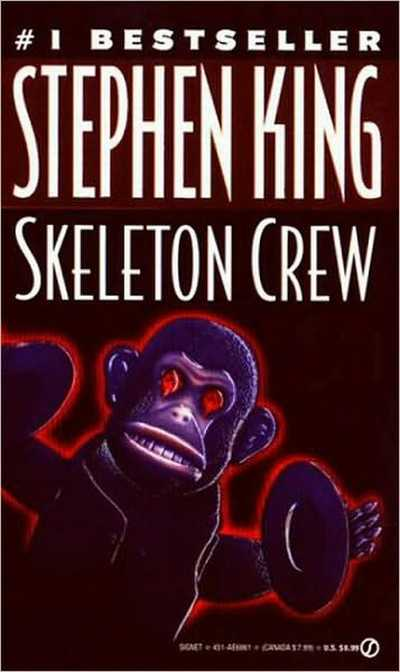 #1 BESTSELLER
STEPHEN KING
SKELETON CREW
SIGNET • 451-AE6861 • (CANADA $7.99) • U.S. $6.99